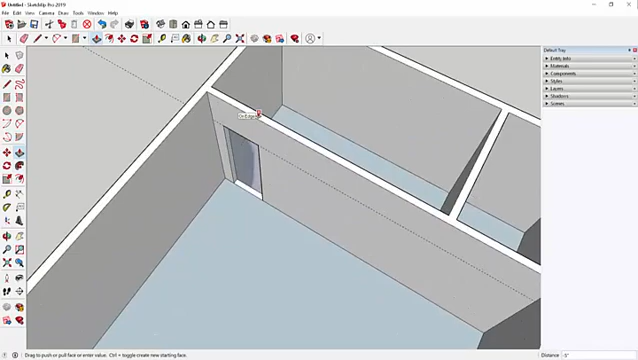 Untitled - SketchUp Pro 2019
File Edit View Camera Draw Tools Window Help
On Edge
Default Tray
Entity Info
Materials
Components
Styles
Layers
Shadows
Scenes
Drag to push or pull face or enter value. Ctrl = toggle create new starting face.
Distance -5"